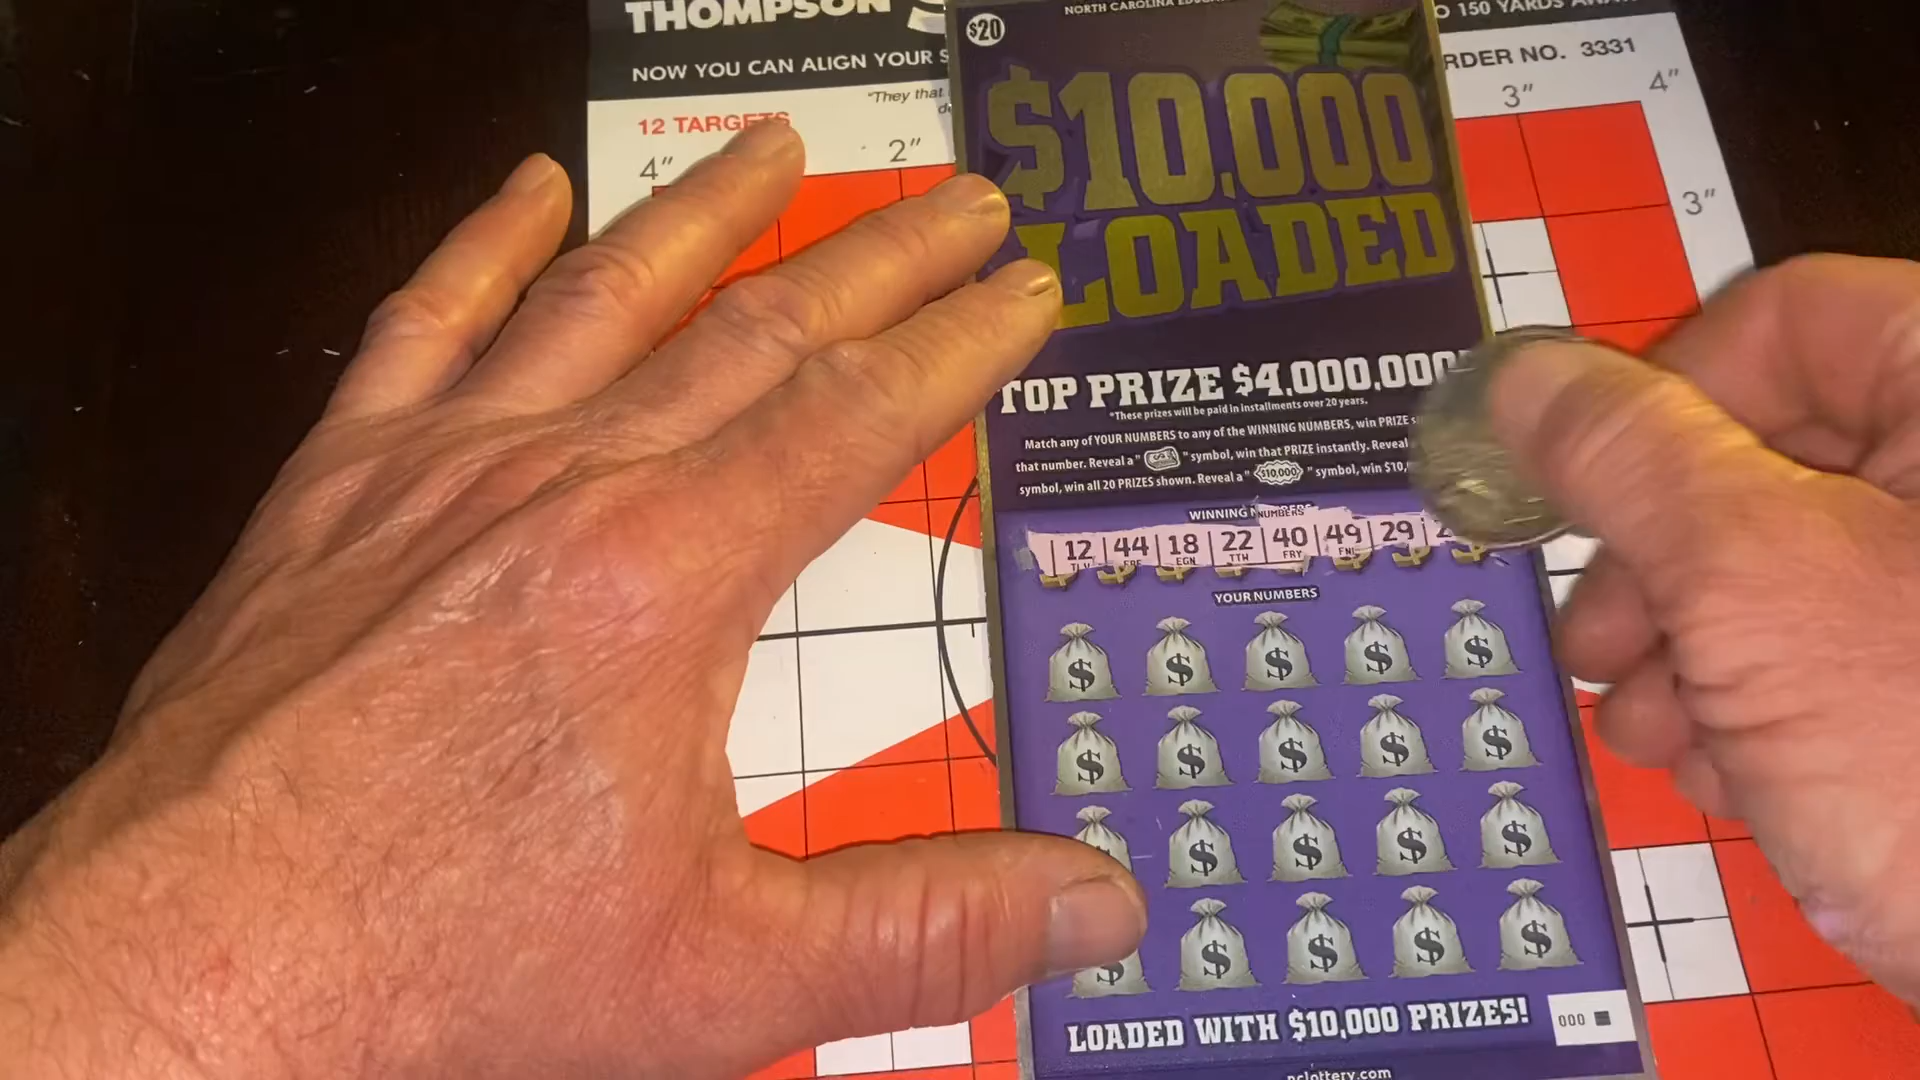 THOMPSON
NOW YOU CAN ALIGN YOUR
"They that
12 TARGETS
4"
2"
$20
NORTH CAROLINA
$10,000
LOADED
TOP PRIZE $4,000,000
*These prizes will be paid in installments over 20 years.
Match any of YOUR NUMBERS to any of the WINNING NUMBERS, win PRIZE
that number. Reveal a " " symbol, win that PRIZE instantly. Reveal
symbol, win all 20 PRIZES shown. Reveal a " $10,000 " symbol, win $10,
WINNING NUMBERS
12 44 18 22 40 49 29
EGN TTW FRY
YOUR NUMBERS
$ $ $ $ $
$ $ $ $ $
$ $ $ $
$ $ $ $ $
LOADED WITH $10,000 PRIZES!
000
nclottery.com
O 150 YARDS
RDER NO. 3331
3"
4"
3"